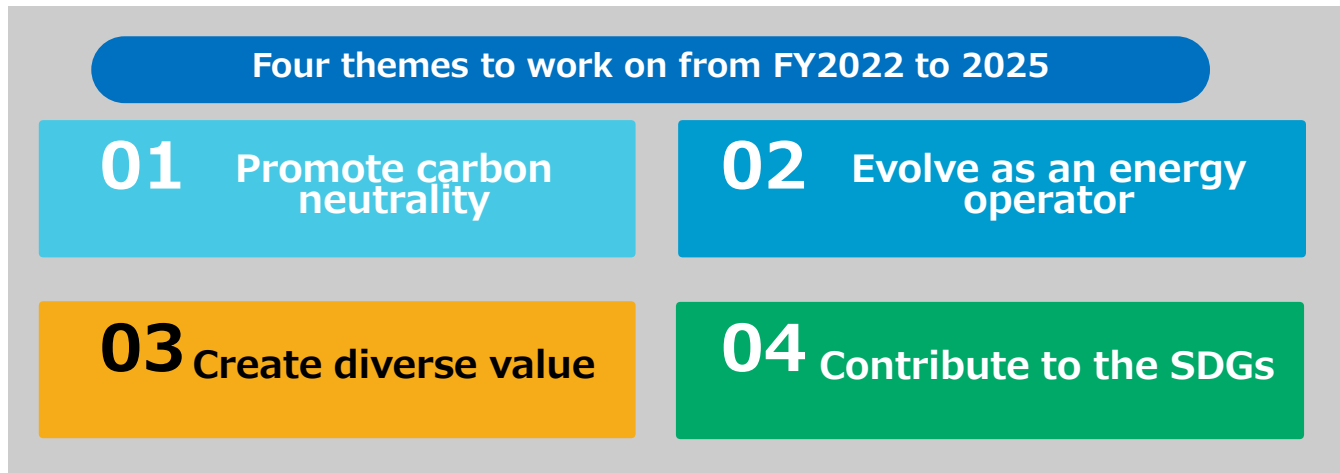 Four themes to work on from FY2022 to 2025
01
Promote carbon
neutrality
02
Evolve as an energy
operator
03
Create diverse value
04
Contribute to the SDGs